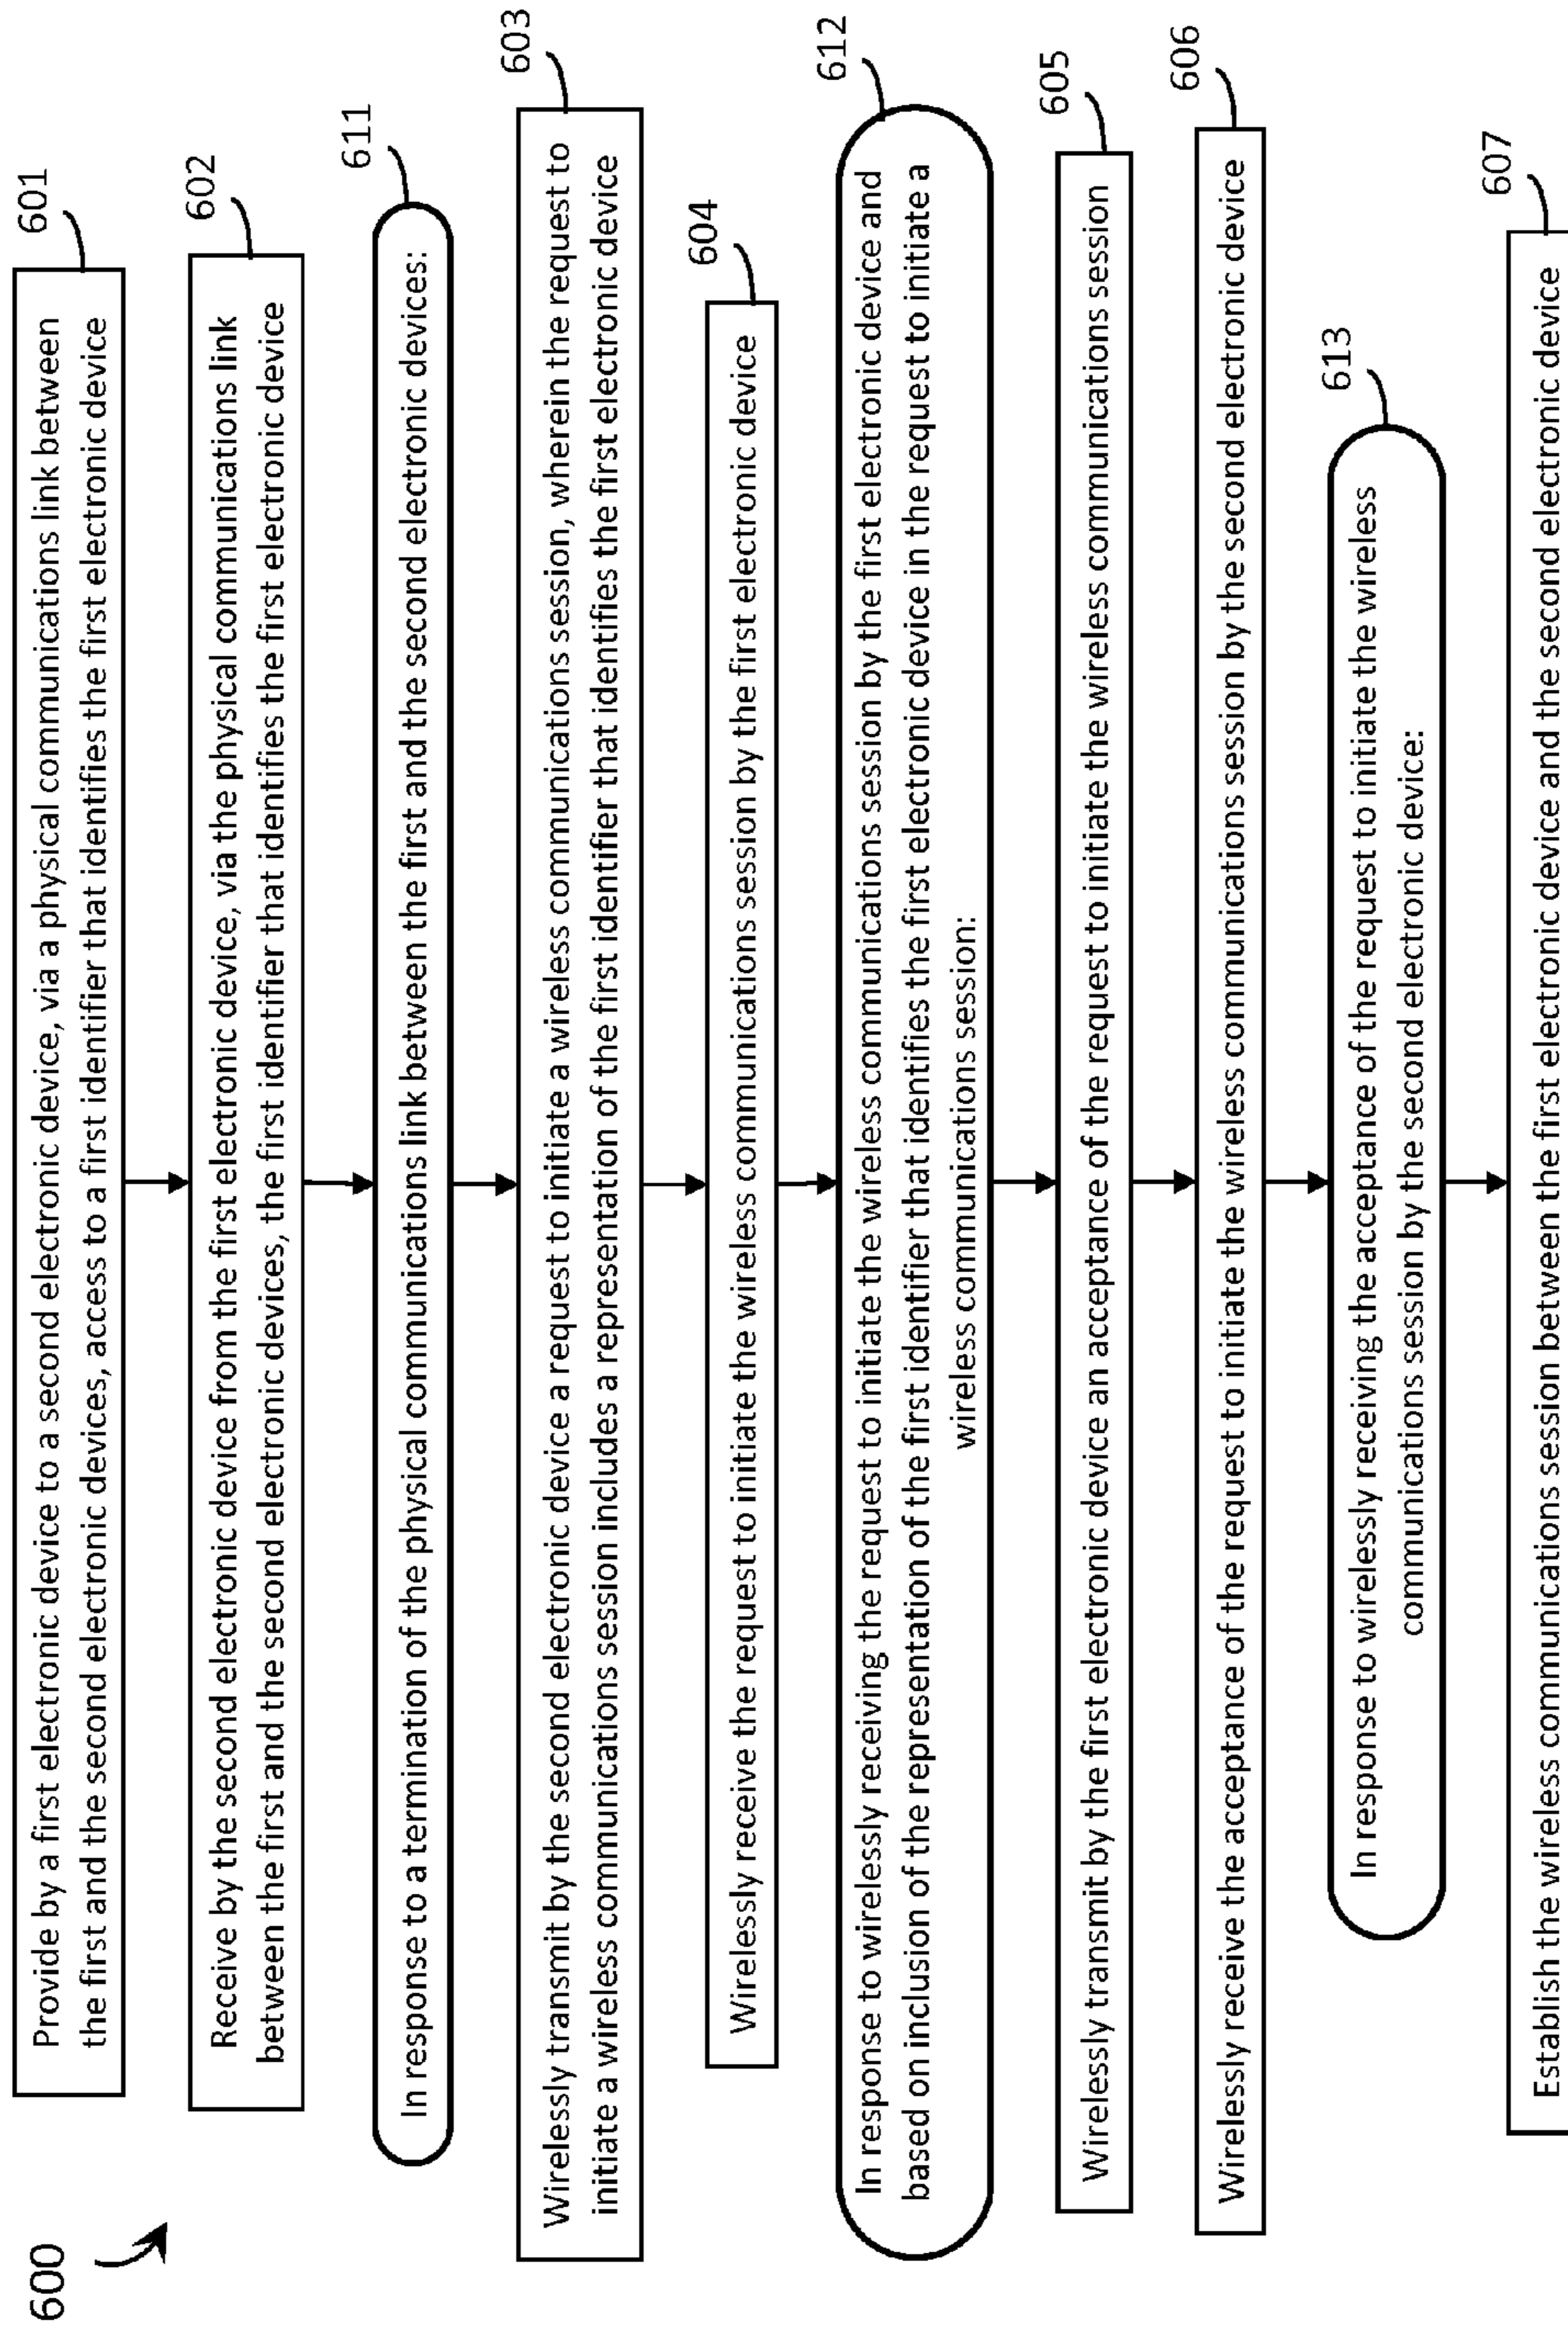 600
601
Provide by a first electronic device to a second electronic device, via a physical communications link between
the first and the second electronic devices, access to a first identifier that identifies the first electronic device
602
Receive by the second electronic device from the first electronic device, via the physical communications link
between the first and the second electronic devices, the first identifier that identifies the first electronic device
611
In response to a termination of the physical communications link between the first and the second electronic devices:
603
Wirelessly transmit by the second electronic device a request to initiate a wireless communications session, wherein the request to
initiate a wireless communications session includes a representation of the first identifier that identifies the first electronic device
604
Wirelessly receive the request to initiate the wireless communications session by the first electronic device
612
In response to wirelessly receiving the request to initiate the wireless communications session by the first electronic device and
based on inclusion of the representation of the first identifier that identifies the first electronic device in the request to initiate a
wireless communications session:
605
Wirelessly transmit by the first electronic device an acceptance of the request to initiate the wireless communications session
606
Wirelessly receive the acceptance of the request to initiate the wireless communications session by the second electronic device
613
In response to wirelessly receiving the acceptance of the request to initiate the wireless
communications session by the second electronic device:
607
Establish the wireless communications session between the first electronic device and the second electronic device